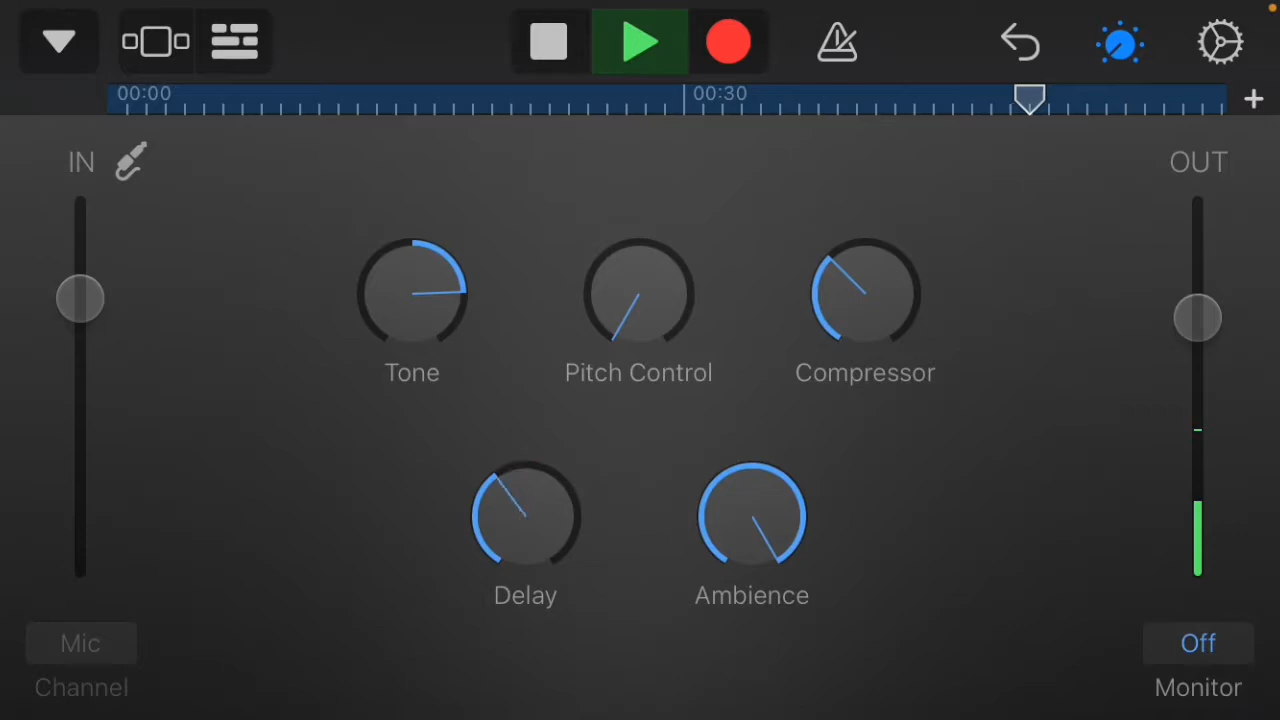 00:00
00:30
IN
OUT
Tone
Pitch Control
Compressor
Delay
Ambience
Mic
Channel
Off
Monitor